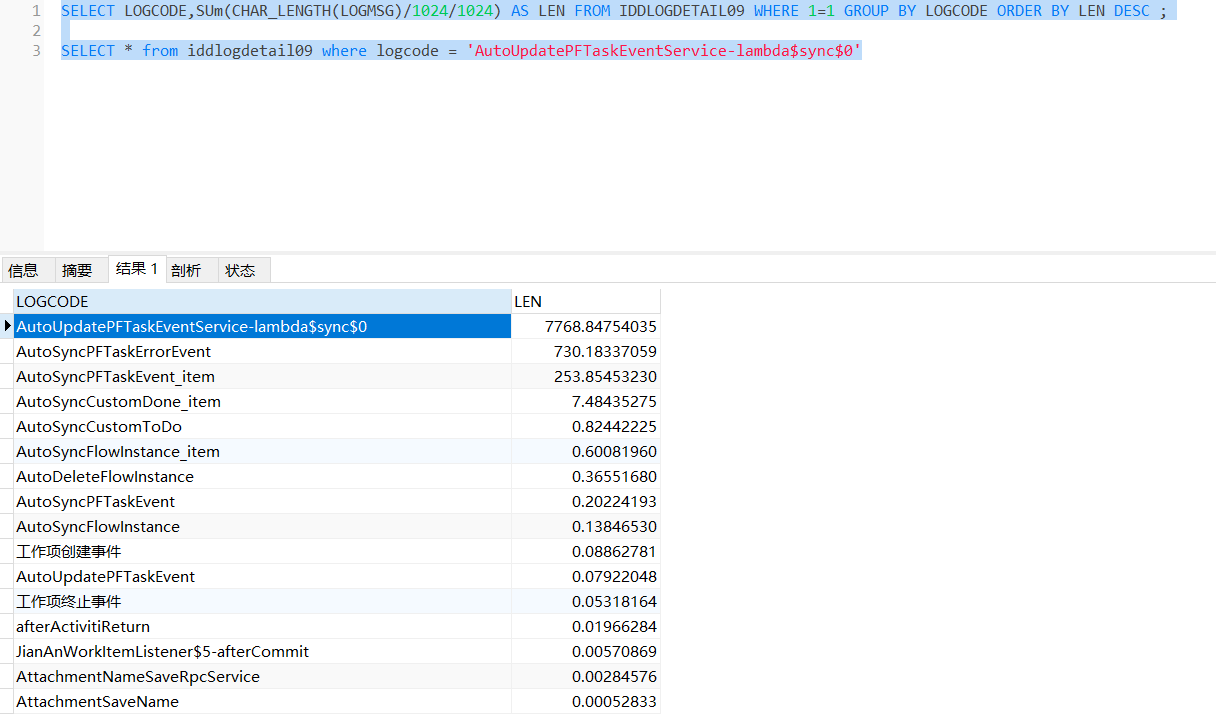 1 SELECT LOGCODE,SUm(CHAR_LENGTH(LOGMSG)/1024/1024) AS LEN FROM IDDLOGDETAIL09 WHERE 1=1 GROUP BY LOGCODE ORDER BY LEN DESC ;
2
3 SELECT * from iddlogdetail09 where logcode = 'AutoUpdatePFTaskEventService-lambda$sync$0'
信息 摘要 结果 1 剖析 状态
LOGCODE LEN
AutoUpdatePFTaskEventService-lambda$sync$0 7768.84754035
AutoSyncPFTaskErrorEvent 730.18337059
AutoSyncPFTaskEvent_item 253.85453230
AutoSyncCustomDone_item 7.48435275
AutoSyncCustomToDo 0.82442225
AutoSyncFlowInstance_item 0.60081960
AutoDeleteFlowInstance 0.36551680
AutoSyncPFTaskEvent 0.20224193
AutoSyncFlowInstance 0.13846530
工作项创建事件 0.08862781
AutoUpdatePFTaskEvent 0.07922048
工作项终止事件 0.05318164
afterActivitiReturn 0.01966284
JianAnWorkItemListener$5-afterCommit 0.00570869
AttachmentNameSaveRpcService 0.00284576
AttachmentSaveName 0.00052833